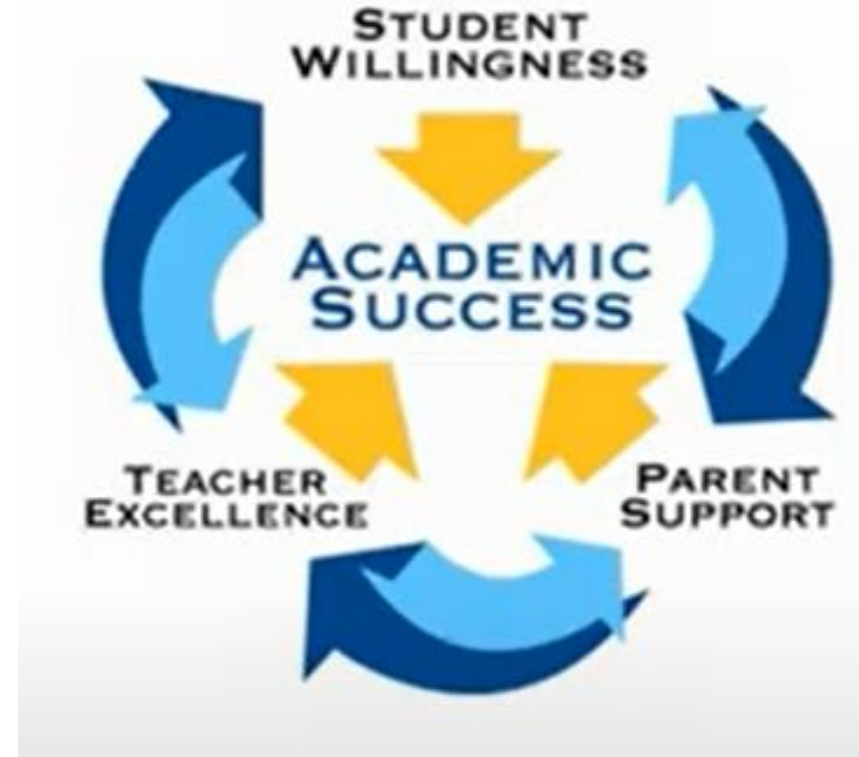 STUDENT
WILLINGNESS
ACADEMIC
SUCCESS
TEACHER
EXCELLENCE
PARENT
SUPPORT